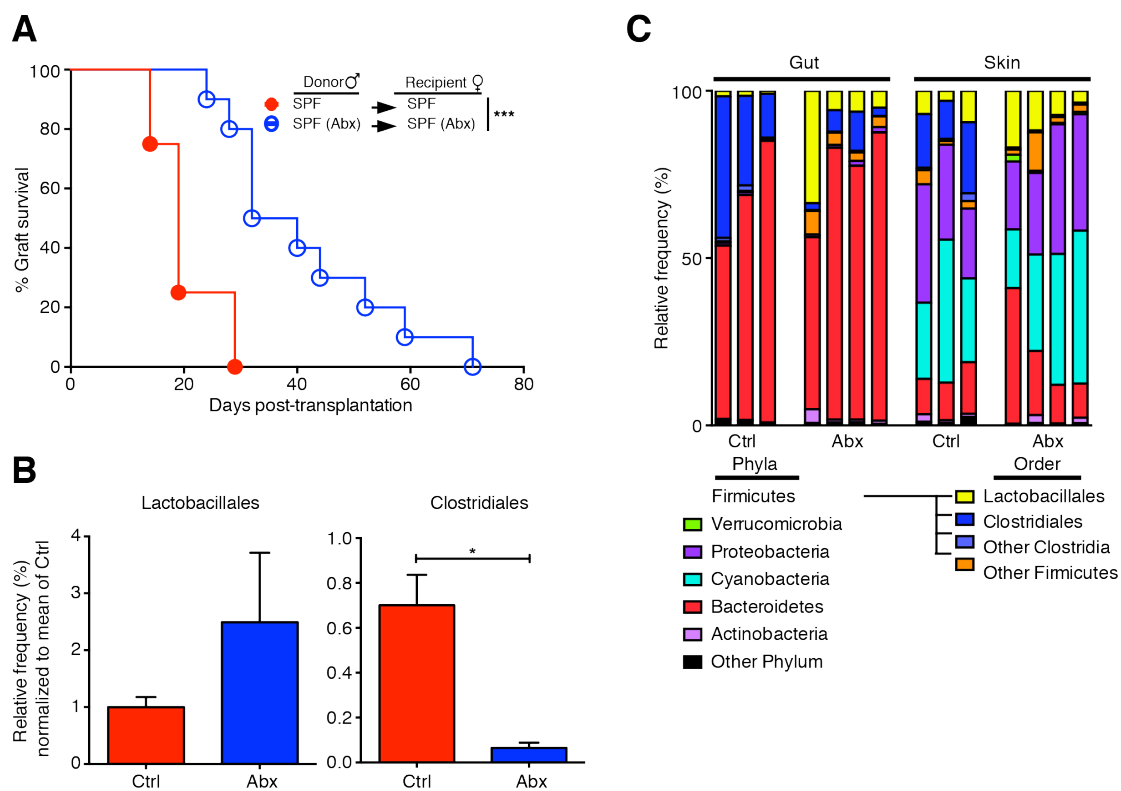 A
% Graft survival
100
80
60
40
20
0
0 20 40 60 80
Days post-transplantation
Donor♂ Recipient ♀
SPF SPF
SPF (Abx) SPF (Abx)
***
B
Relative frequency (%)
normalized to mean of Ctrl
Lactobacillales
4
3
2
1
0
Ctrl Abx
Clostridiales
1.0
0.8
0.6
0.4
0.2
0.0
*
Ctrl Abx
C
Gut Skin
Relative frequency (%)
100
50
0
Ctrl Abx Ctrl Abx
Phyla Order
Firmicutes
Verrucomicrobia
Proteobacteria
Cyanobacteria
Bacteroidetes
Actinobacteria
Other Phylum
Lactobacillales
Clostridiales
Other Clostridia
Other Firmicutes